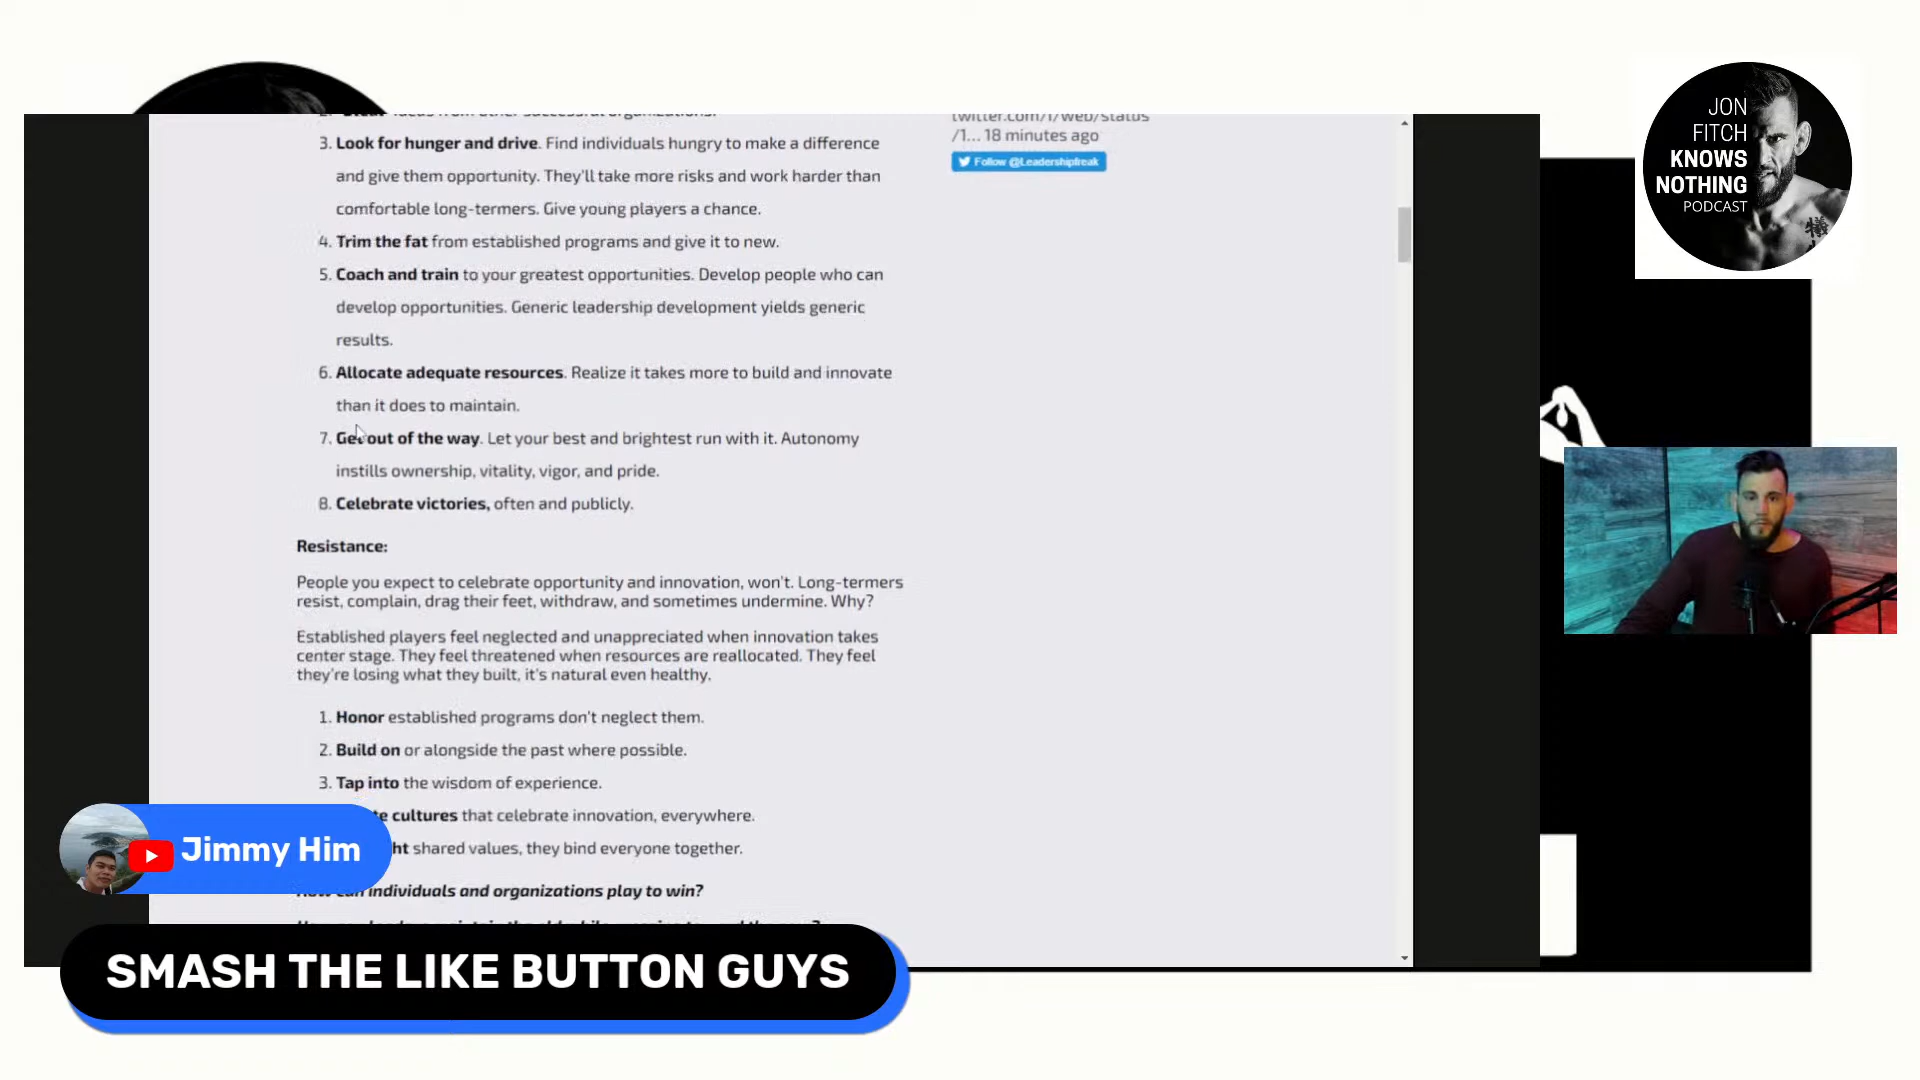 ideas from other successful organizations.
3. Look for hunger and drive. Find individuals hungry to make a difference
and give them opportunity. They'll take more risks and work harder than
comfortable long-termers. Give young players a chance.
4. Trim the fat from established programs and give it to new.
5. Coach and train to your greatest opportunities. Develop people who can
develop opportunities. Generic leadership development yields generic
results.
6. Allocate adequate resources. Realize it takes more to build and innovate
than it does to maintain.
7. Get out of the way. Let your best and brightest run with it. Autonomy
instills ownership, vitality, vigor, and pride.
8. Celebrate victories, often and publicly.
Resistance:
People you expect to celebrate opportunity and innovation, won't. Long-termers
resist, complain, drag their feet, withdraw, and sometimes undermine. Why?
Established players feel neglected and unappreciated when innovation takes
center stage. They feel threatened when resources are reallocated. They feel
they're losing what they built, it's natural even healthy.
1. Honor established programs don't neglect them.
2. Build on or alongside the past where possible.
3. Tap into the wisdom of experience.
cultures that celebrate innovation, everywhere.
shared values, they bind everyone together.
individuals and organizations play to win?
twitter.com/i/web/status
/1... 18 minutes ago
Follow @Leadershipfreak
JON
FITCH
KNOWS
NOTHING
PODCAST
Jimmy Him
SMASH THE LIKE BUTTON GUYS